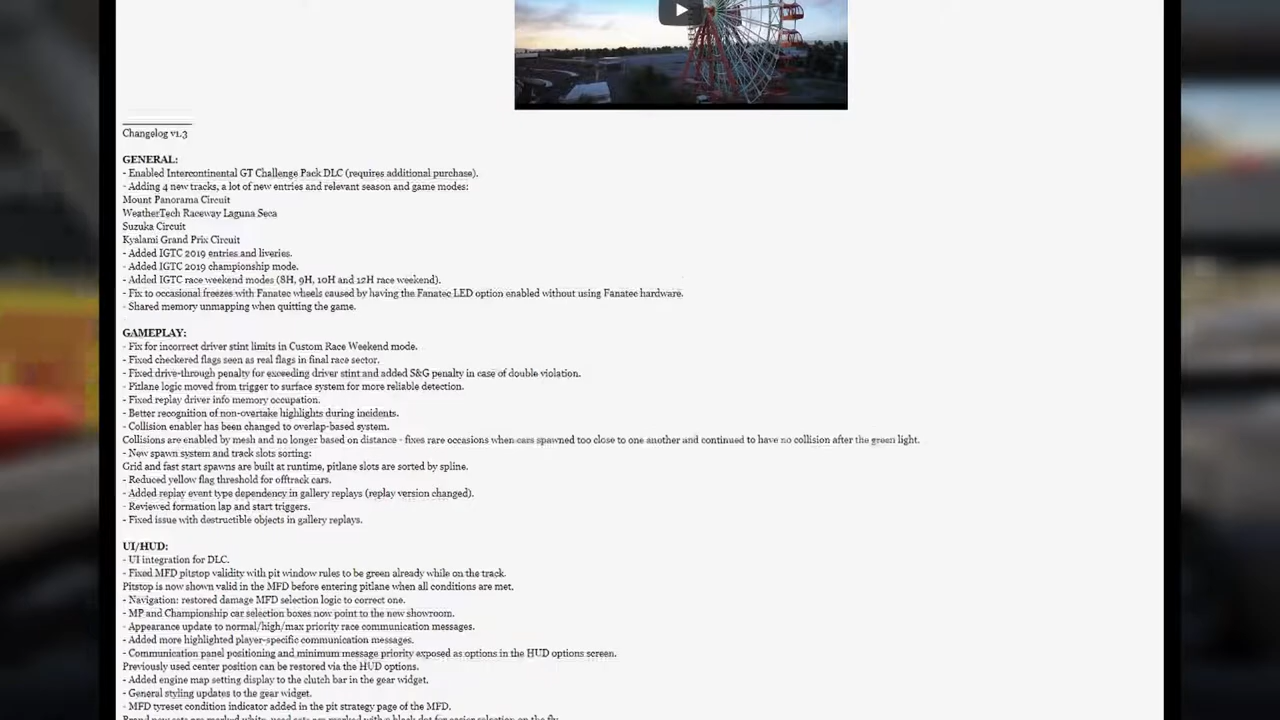 Changelog v1.3
GENERAL:
- Enabled Intercontinental GT Challenge Pack DLC (requires additional purchase).
- Adding 4 new tracks, a lot of new entries and relevant season and game modes:
Mount Panorama Circuit
WeatherTech Raceway Laguna Seca
Suzuka Circuit
Kyalami Grand Prix Circuit
- Added IGTC 2019 entries and liveries.
- Added IGTC 2019 championship mode.
- Added IGTC race weekend modes (8H, 9H, 10H and 12H race weekend).
- Fix to occasional freezes with Fanatec wheels caused by having the Fanatec LED option enabled without using Fanatec hardware.
- Shared memory unmapping when quitting the game.
GAMEPLAY:
- Fix for incorrect driver stint limits in Custom Race Weekend mode.
- Fixed checkered flags seen as real flags in final race sector.
- Fixed drive-through penalty for exceeding driver stint and added S&G penalty in case of double violation.
- Pitlane logic moved from trigger to surface system for more reliable detection.
- Fixed replay driver info memory occupation.
- Better recognition of non-overtake highlights during incidents.
- Collision enabler has been changed to overlap-based system.
Collisions are enabled by mesh and no longer based on distance - fixes rare occasions when cars spawned too close to one another and continued to have no collision after the green light.
- New spawn system and track slots sorting:
Grid and fast start spawns are built at runtime, pitlane slots are sorted by spline.
- Reduced yellow flag threshold for offtrack cars.
- Added replay event type dependency in gallery replays (replay version changed).
- Reviewed formation lap and start triggers.
- Fixed issue with destructible objects in gallery replays.
UI/HUD:
- UI integration for DLC.
- Fixed MFD pitstop validity with pit window rules to be green already while on the track.
Pitstop is now shown valid in the MFD before entering pitlane when all conditions are met.
- Navigation: restored damage MFD selection logic to correct one.
- MP and Championship car selection boxes now point to the new showroom.
- Appearance update to normal/high/max priority race communication messages.
- Added more highlighted player-specific communication messages.
- Communication panel positioning and minimum message priority exposed as options in the HUD options screen.
Previously used center position can be restored via the HUD options.
- Added engine map setting display to the clutch bar in the gear widget.
- General styling updates to the gear widget.
- MFD tyreset condition indicator added in the pit strategy page of the MFD.
Brand new sets are marked white, used sets are marked with a black dot for easier selection on the fly.